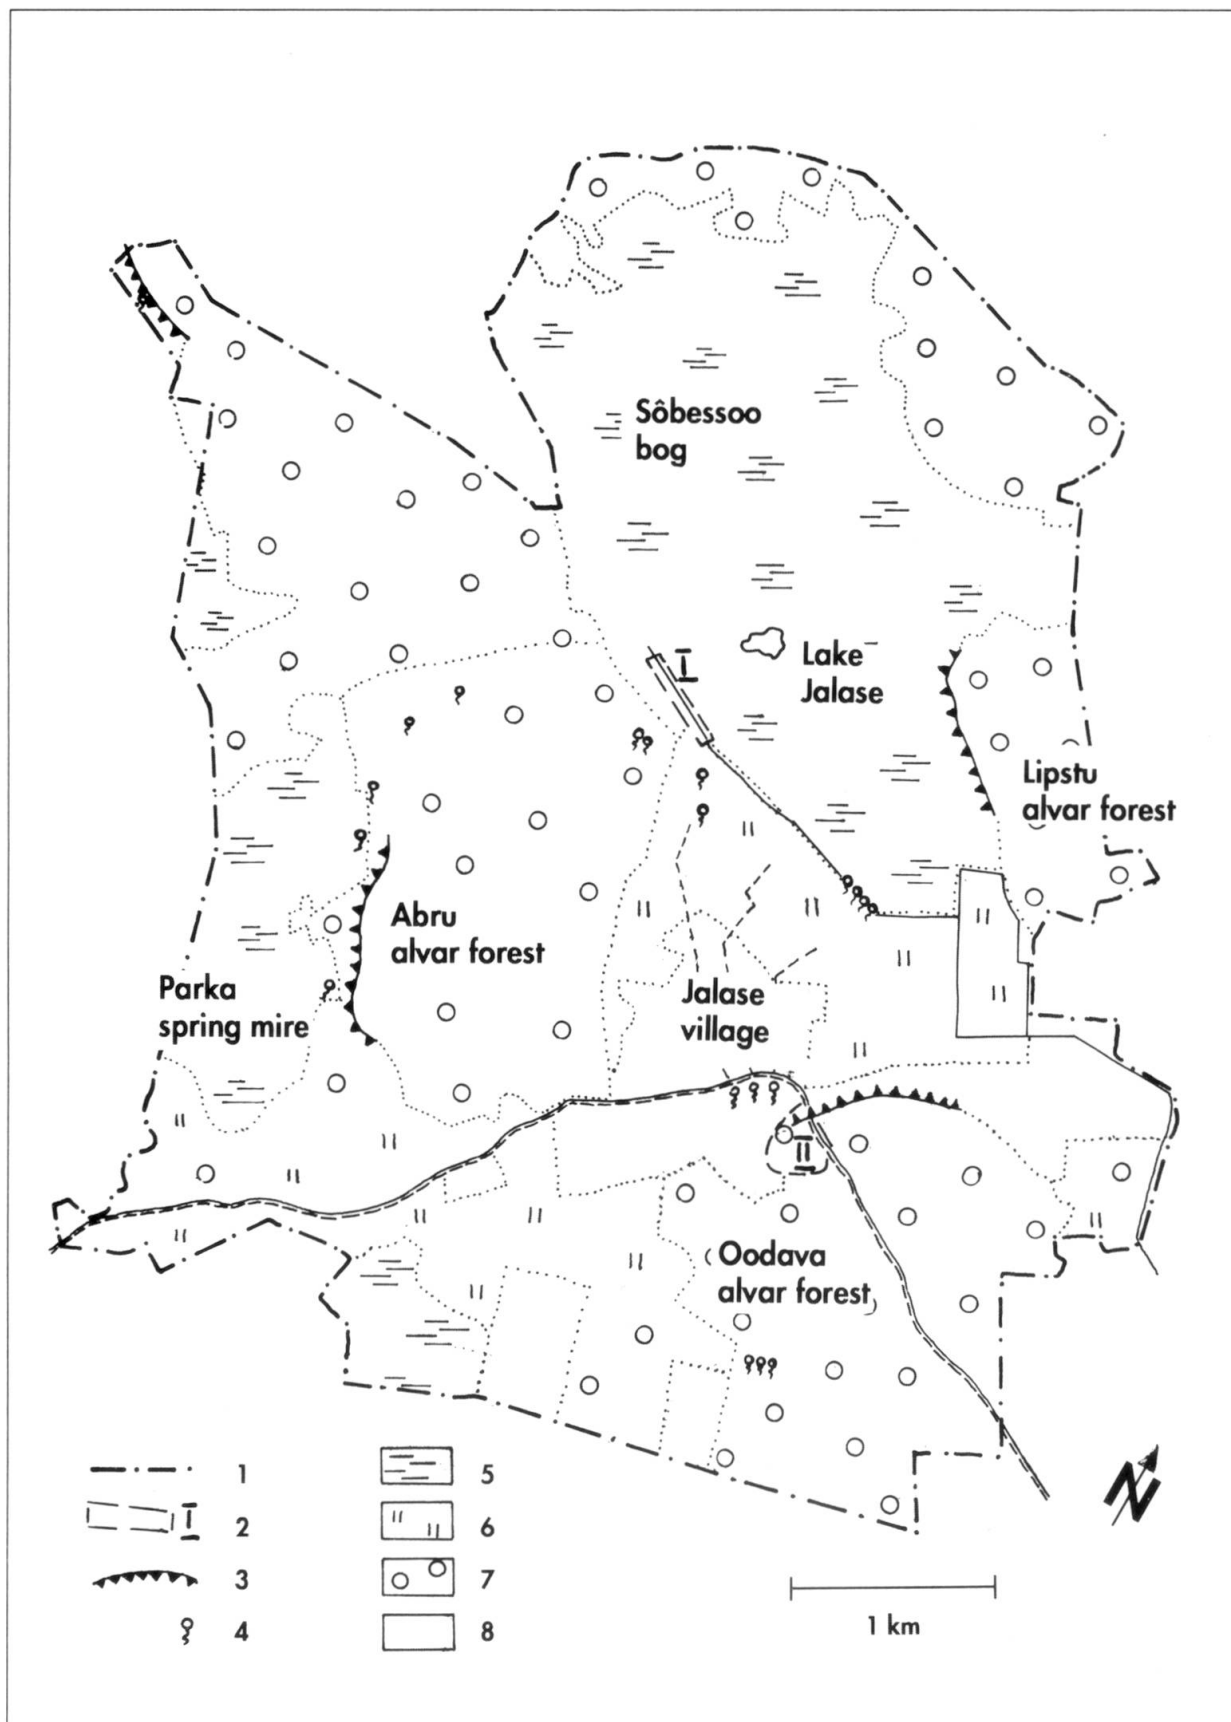 Sôbessoo
bog
I
Lake
Jalase
Lipstu
alvar forest
Abru
alvar forest
Parka
spring mire
Jalase
village
II
Oodava
alvar forest
1
2
3
4
I
5
6
7
8
N
1 km